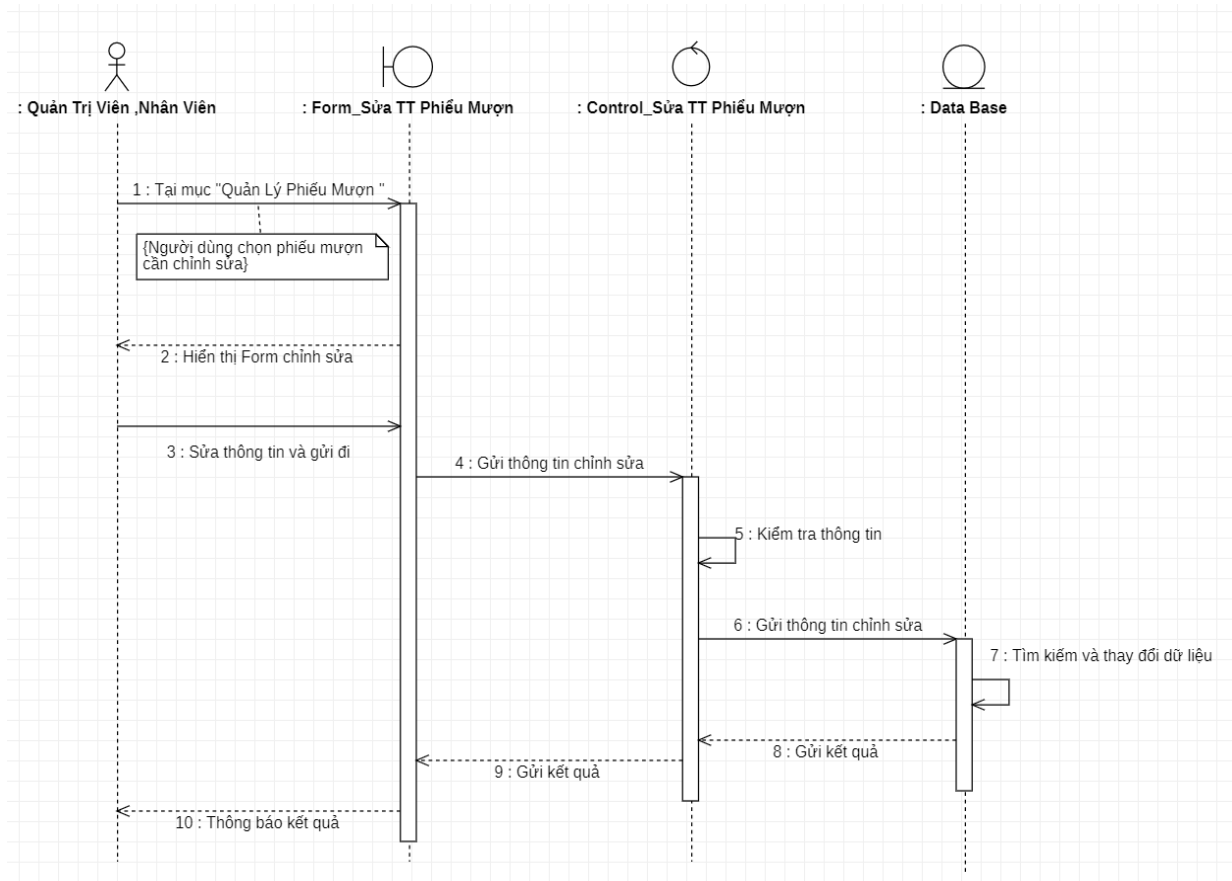 : Quản Trị Viên ,Nhân Viên
: Form_Sửa TT Phiểu Mượn
: Control_Sửa TT Phiểu Mượn
: Data Base
1 : Tại mục "Quản Lý Phiếu Mượn "
{Người dùng chọn phiếu mượn
cần chỉnh sửa}
2 : Hiển thị Form chỉnh sửa
3 : Sửa thông tin và gửi đi
4 : Gửi thông tin chỉnh sửa
5 : Kiểm tra thông tin
6 : Gửi thông tin chỉnh sửa
7 : Tìm kiếm và thay đổi dữ liệu
8 : Gửi kết quả
9 : Gửi kết quả
10 : Thông báo kết quả